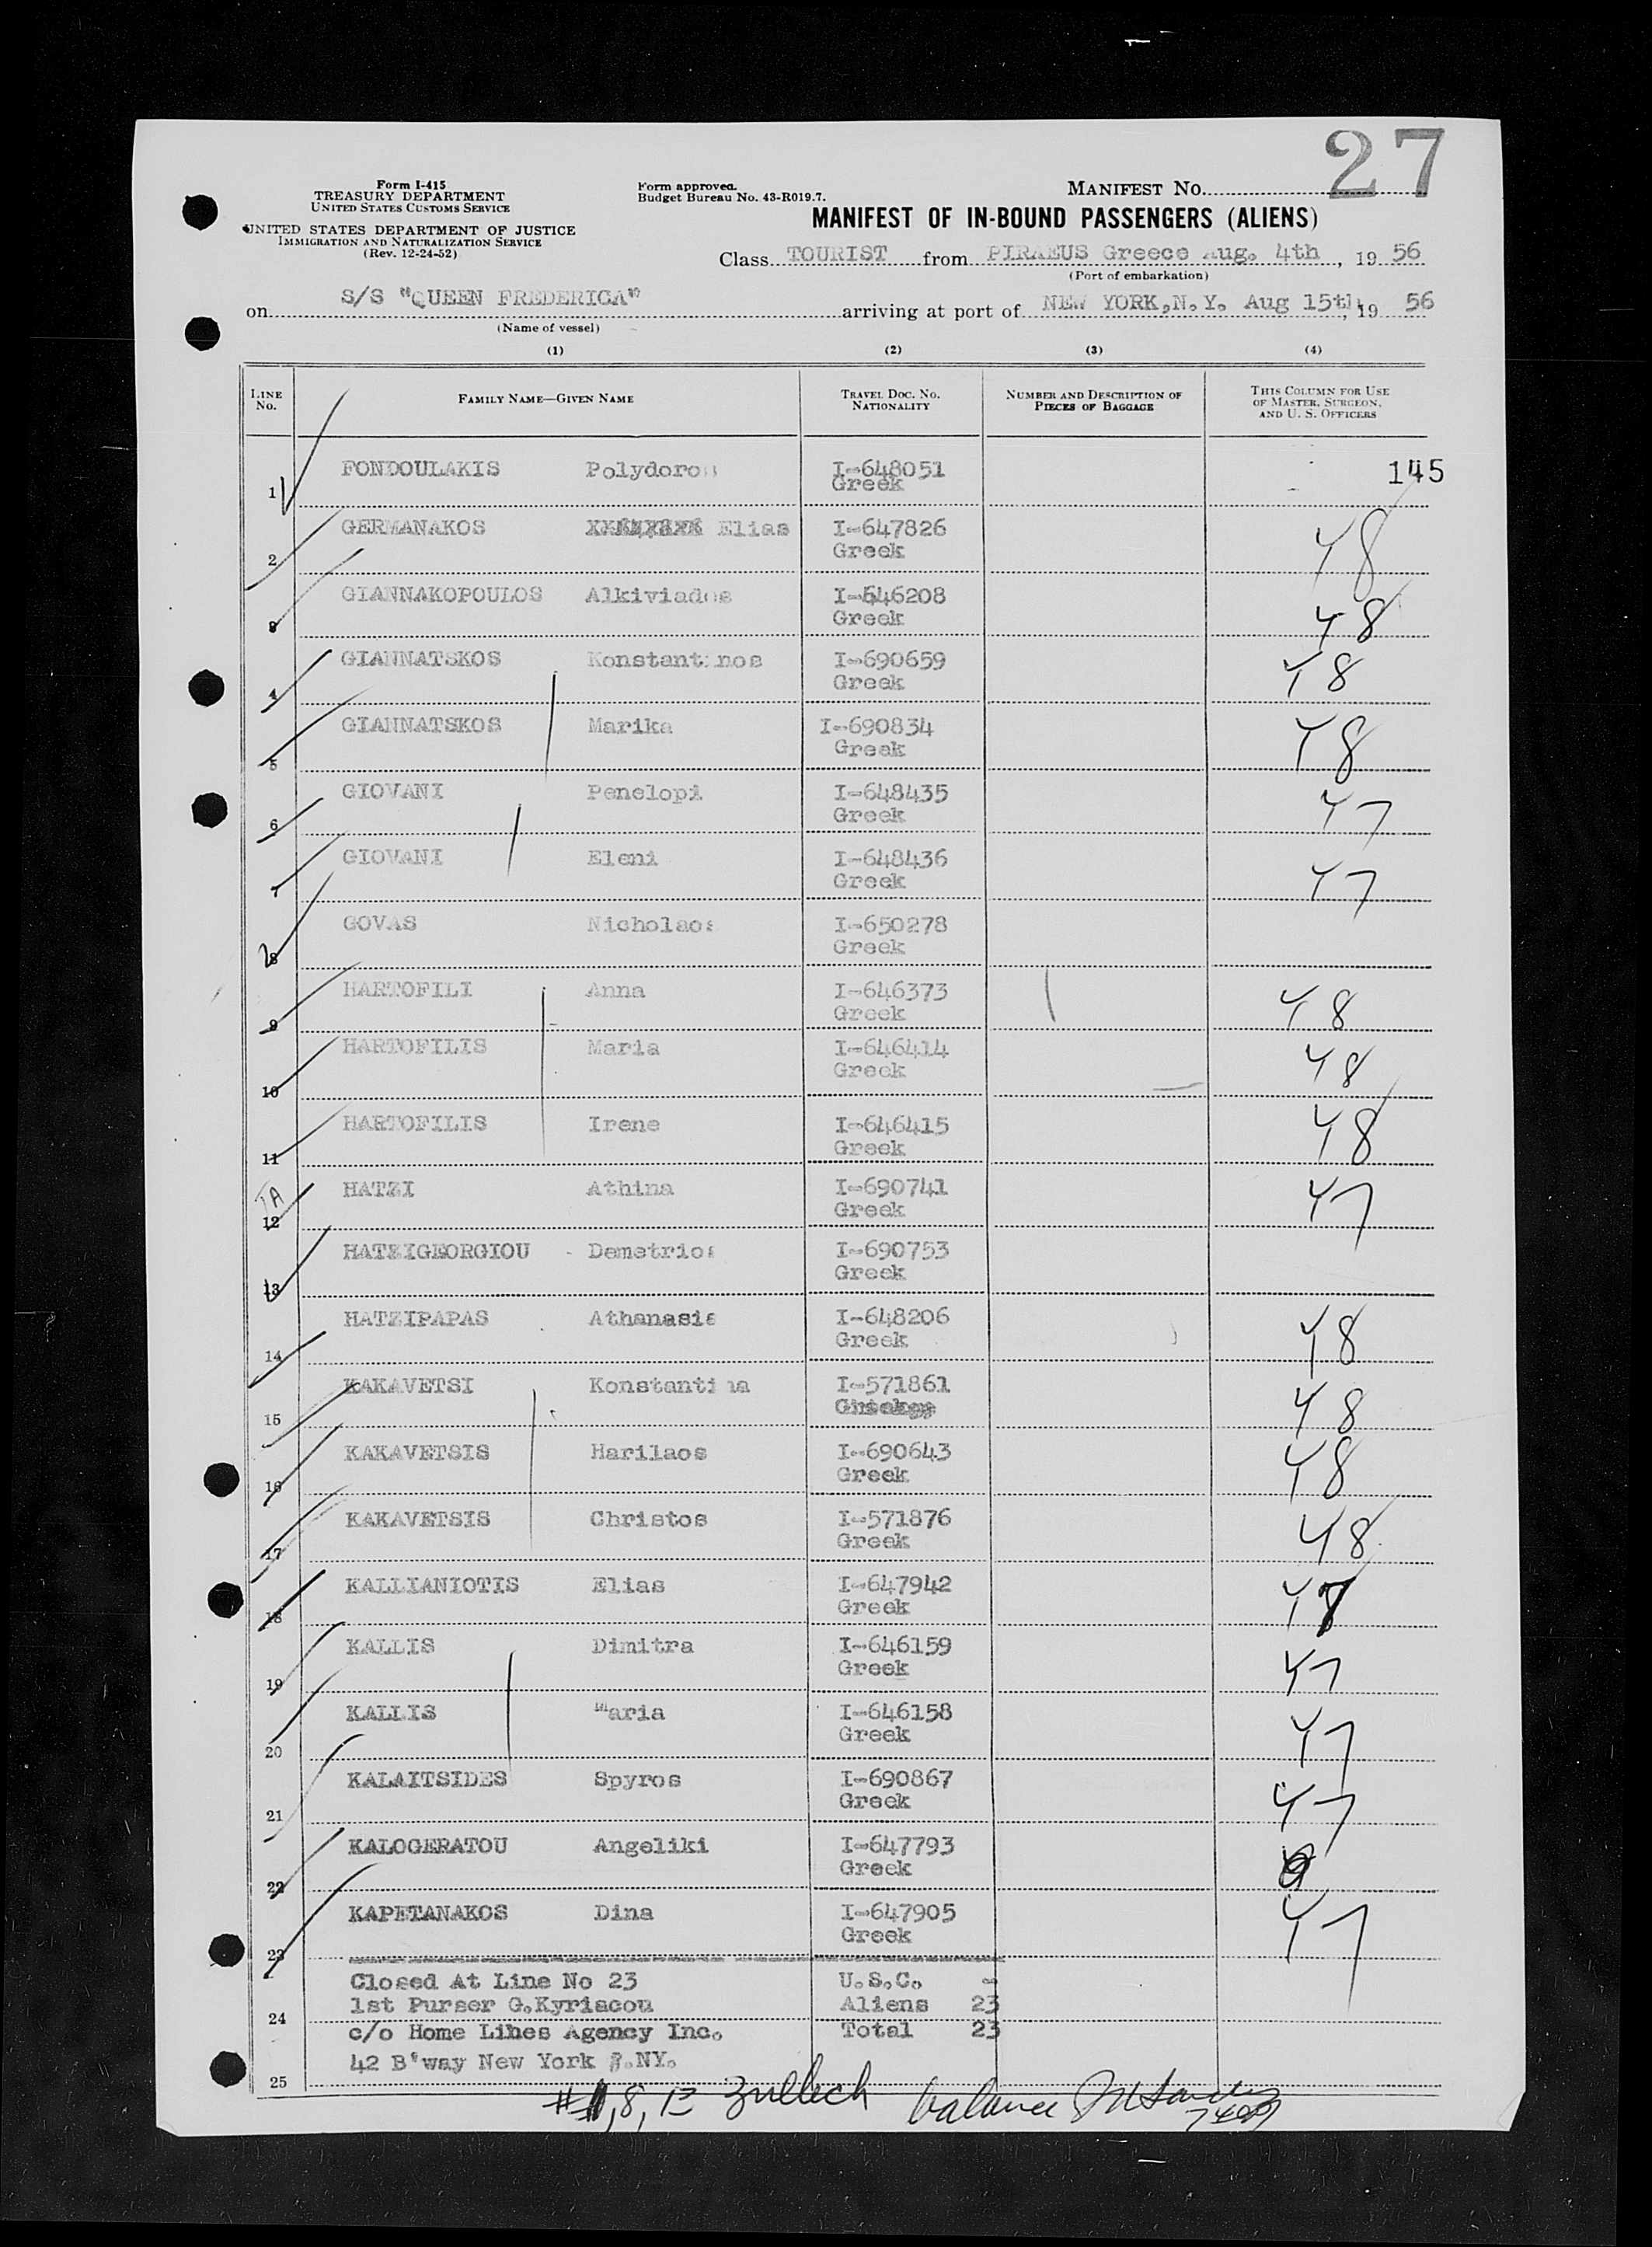 27
Form I-415
TREASURY DEPARTMENT
UNITED STATES CUSTOMS SERVICE
UNITED STATES DEPARTMENT OF JUSTICE
IMMIGRATION AND NATURALIZATION SERVICE
(Rev. 12-24-52)
Form approved.
Budget Bureau No. 43-R019.7.
MANIFEST NO.
MANIFEST OF IN-BOUND PASSENGERS (ALIENS)
Class TOURIST from PIRAEUS Greece Aug. 4th, 19 56
(Port of embarkation)
on S/S "QUEEN FREDERICA" arriving at port of NEW YORK,N.Y. Aug 15th, 19 56
(Name of vessel)
(1) (2) (3) (4)
LINE NO.
FAMILY NAME—GIVEN NAME
TRAVEL DOC. NO. NATIONALITY
NUMBER AND DESCRIPTION OF PIECES OF BAGGAGE
THIS COLUMN FOR USE OF MASTER, SURGEON, AND U. S. OFFICERS
1 FONDOULAKIS Polydoros I-648051 145
Greek
2 GERMANAKOS Elias I-647826 48
Greek
3 GIANNAKOPOULOS Alkiviades I-646208 48
Greek
4 GIANNATSKOS Konstantinos I-690659 48
Greek
5 GIANNATSKOS Marika I-690834 48
Greek
6 GIOVANI Penelopi I-648435 47
Greek
7 GIOVANI Eleni I-648436 47
Greek
8 GOVAS Nicholaos I-650278
Greek
9 HARTOFILI Anna I-646373 48
Greek
10 HARTOFILIS Maria I-646414 48
Greek
11 HARTOFILIS Irene I-646415 48
Greek
TA
12 HATZI Athina I-690741 47
Greek
13 HATZIGEORGIOU - Demetrios I-690753
Greek
14 HATZIPAPAS Athanasis I-648206 48
Greek
15 KAKAVETSI Konstantina I-571861 48
16 KAKAVETSIS Harilaos I-690643 48
Greek
17 KAKAVETSIS Christos I-571876 48
Greek
18 KALLIANIOTIS Elias I-647942 47
Greek
19 KALLIS Dimitra I-646159 47
Greek
20 KALLIS Maria I-646158 47
Greek
21 KALAITSIDES Spyros I-690867 47
Greek
22 KALOGERATOU Angeliki I-647793
Greek
23 KAPETANAKOS Dina I-647905 47
Greek
Closed At Line No 23 U.S.C. -
24 1st Purser G.Kyriacou Aliens 23
c/o Home Lines Agency Inc. Total 23
42 B'way New York NY.
25
#1, 8, 13 balance